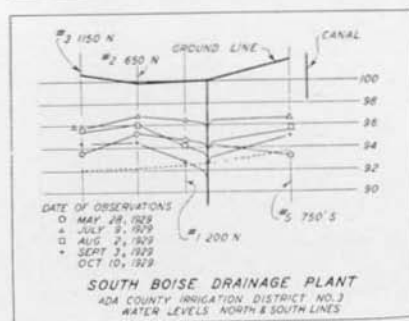 #3 1150 N
#2 650 N
GROUND LINE
CANAL
100
98
96
94
92
90
DATE OF OBSERVATIONS
MAY 28, 1929
JULY 9, 1929
AUG 2, 1929
SEPT 3, 1929
OCT 10, 1929
#1 200 N
#5 750' S
SOUTH BOISE DRAINAGE PLANT
ADA COUNTY IRRIGATION DISTRICT NO. 3
WATER LEVELS NORTH & SOUTH LINES